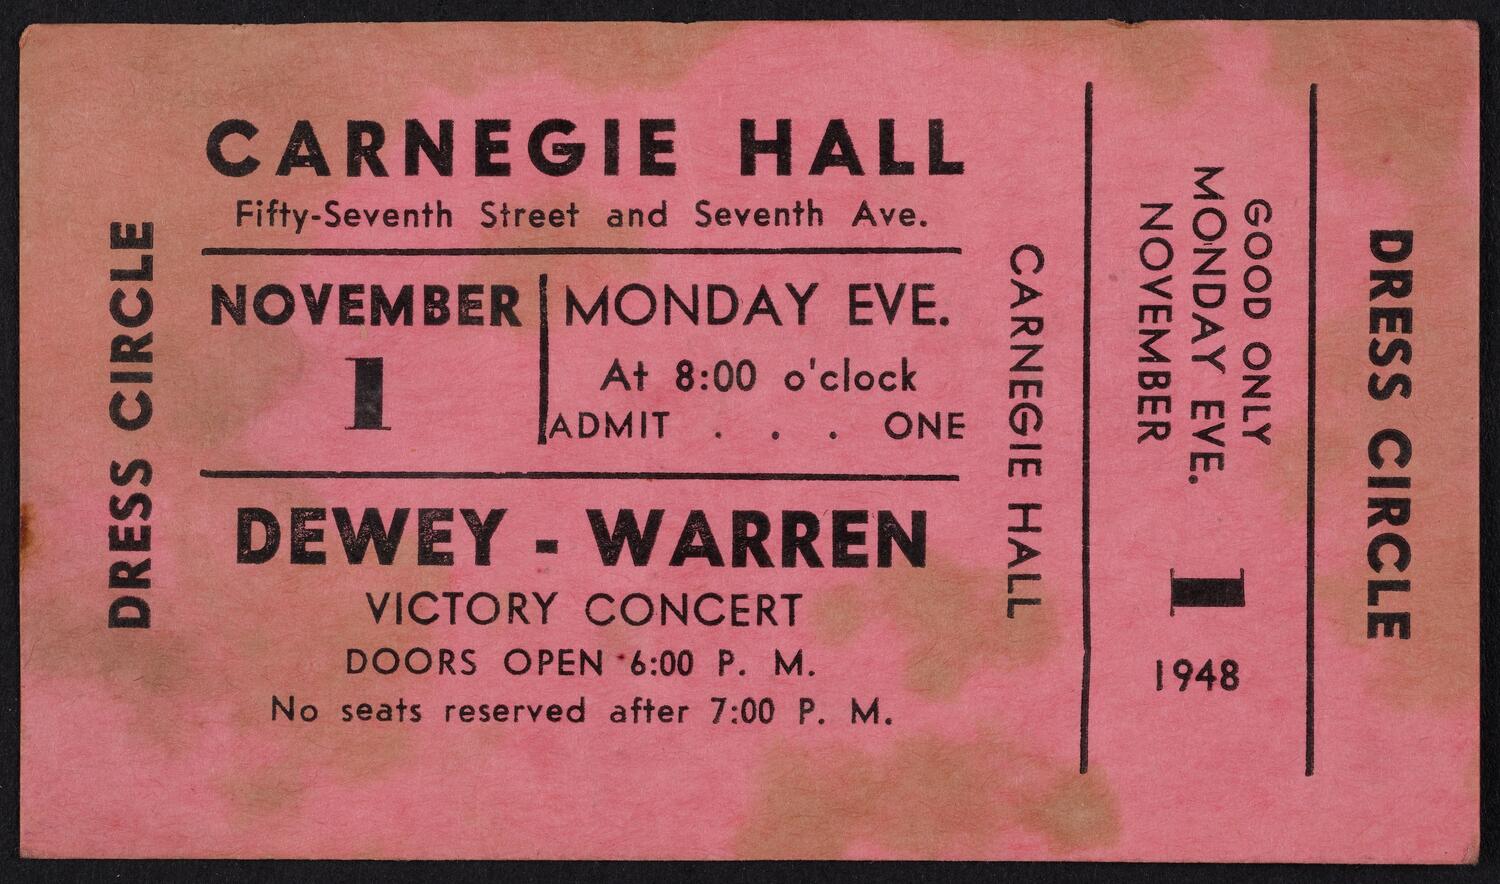 DRESS CIRCLE
CARNEGIE HALL
Fifty-Seventh Street and Seventh Ave.
NOVEMBER
1
MONDAY EVE.
At 8:00 o'clock
ADMIT . . . ONE
DEWEY - WARREN
VICTORY CONCERT
DOORS OPEN 6:00 P. M.
No seats reserved after 7:00 P. M.
CARNEGIE HALL
GOOD ONLY
MONDAY EVE.
NOVEMBER
1
1948
DRESS CIRCLE